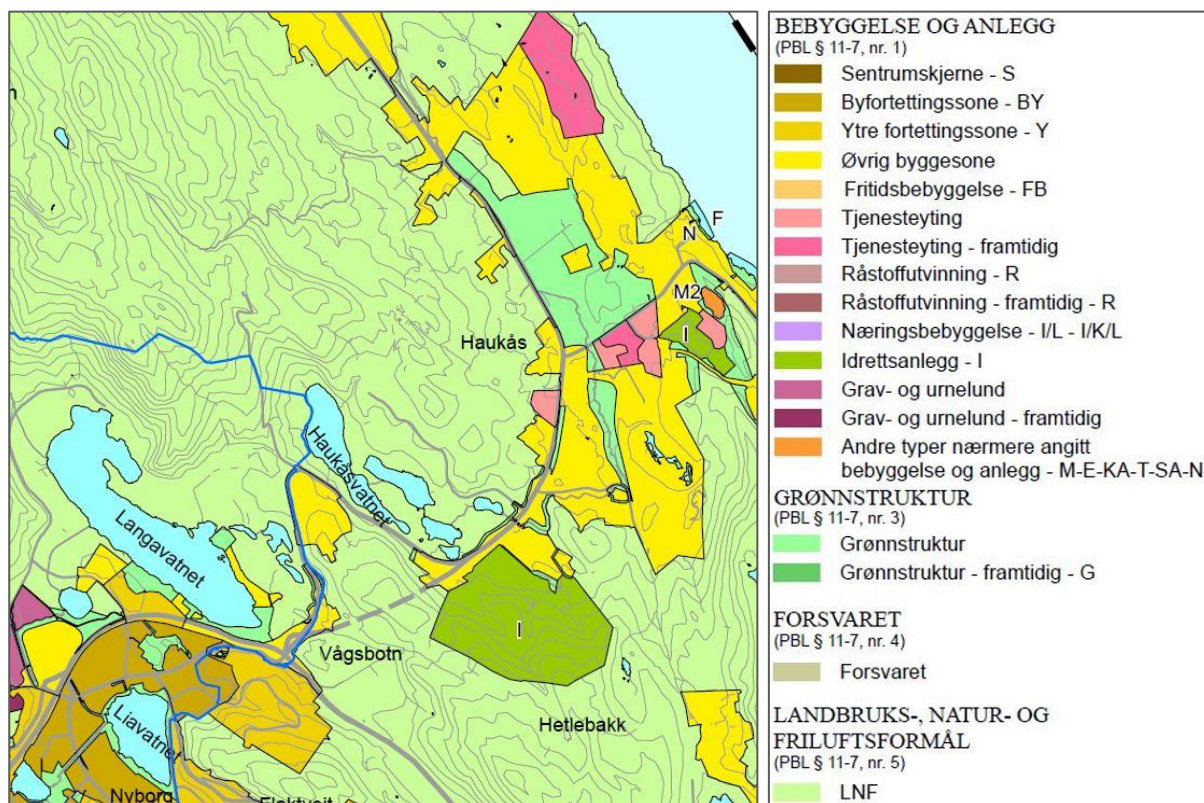 F
N
M2
I
Haukås
Haukåsvatnet
Langavatnet
I
Vågsbotn
Hetlebakk
Liavatnet
Nyborg
BEBYGGELSE OG ANLEGG
(PBL § 11-7, nr. 1)
Sentrumskjerne - S
Byfortettingssone - BY
Ytre fortettingssone - Y
Øvrig byggesone
Fritidsbebyggelse - FB
Tjenesteyting
Tjenesteyting - framtidig
Råstoffutvinning - R
Råstoffutvinning - framtidig - R
Næringsbebyggelse - I/L - I/K/L
Idrettsanlegg - I
Grav- og urnelund
Grav- og urnelund - framtidig
Andre typer nærmere angitt
bebyggelse og anlegg - M-E-KA-T-SA-N
GRØNNSTRUKTUR
(PBL § 11-7, nr. 3)
Grønnstruktur
Grønnstruktur - framtidig - G
FORSVARET
(PBL § 11-7, nr. 4)
Forsvaret
LANDBRUKS-, NATUR- OG
FRILUFTSFORMÅL
(PBL § 11-7, nr. 5)
LNF